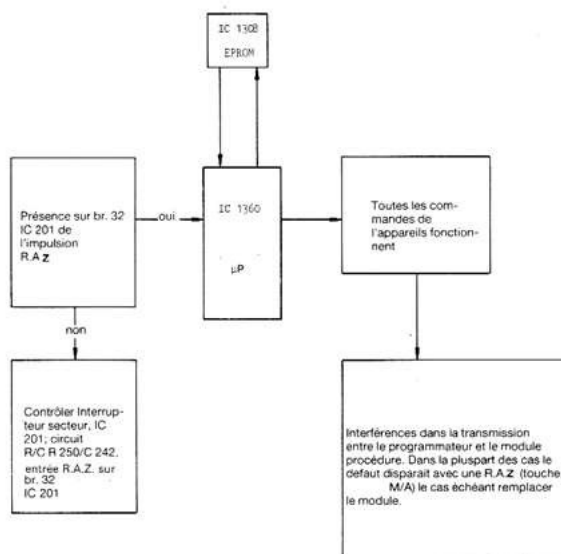 IC 1308
EPROM
Présence sur br. 32
IC 201 de
l'impulsion
R.A Z
oui
IC 1360
µP
Toutes les com-
mandes de
l'appareils fonction-
nent
non
Contrôler Interrup-
teur secteur, IC
201; circuit
R/C R 250/C 242.
entrée R.A.Z. sur
br. 32
IC 201
Interférences dans la transmission
entre le programmateur et le module
procédure. Dans la pluspart des cas le
defaut disparait avec une R.A.Z (touche
M/A) le cas échéant remplacer
le module.